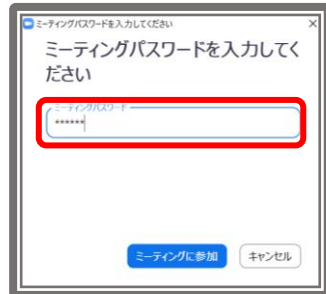 ミーティングパスワードを入力してください
ミーティングパスワードを入力してく
ださい
ミーティングパスワード
******
ミーティングに参加
キャンセル